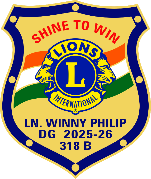 SHINE TO WIN
LIONS
L
INTERNATIONAL
LN. WINNY PHILIP
DG 2025-26
318 B